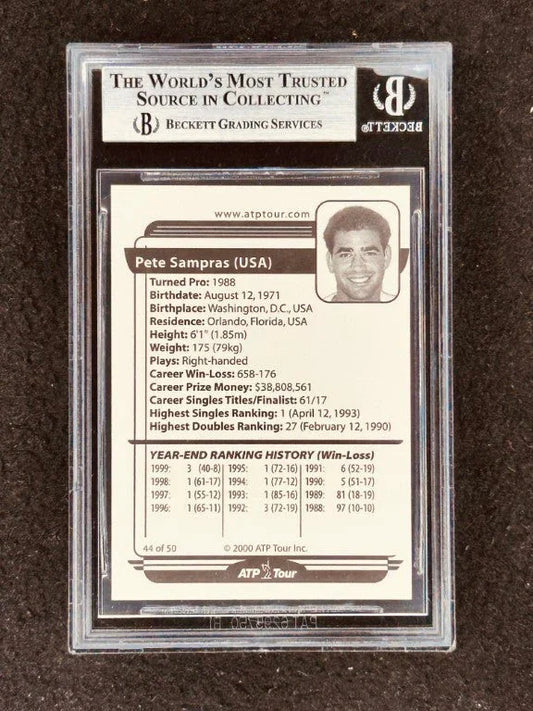 THE WORLD'S MOST TRUSTED
SOURCE IN COLLECTING™
B BECKETT GRADING SERVICES
B
BECKETT®
www.atptour.com
Pete Sampras (USA)
Turned Pro: 1988
Birthdate: August 12, 1971
Birthplace: Washington, D.C., USA
Residence: Orlando, Florida, USA
Height: 6'1" (1.85m)
Weight: 175 (79kg)
Plays: Right-handed
Career Win-Loss: 658-176
Career Prize Money: $38,808,561
Career Singles Titles/Finalist: 61/17
Highest Singles Ranking: 1 (April 12, 1993)
Highest Doubles Ranking: 27 (February 12, 1990)
YEAR-END RANKING HISTORY (Win-Loss)
1999: 3 (40-8) 1995: 1 (72-16) 1991: 6 (52-19)
1998: 1 (61-17) 1994: 1 (77-12) 1990: 5 (51-17)
1997: 1 (55-12) 1993: 1 (85-16) 1989: 81 (18-19)
1996: 1 (65-11) 1992: 3 (72-19) 1988: 97 (10-10)
44 of 50 © 2000 ATP Tour Inc.
ATP Tour